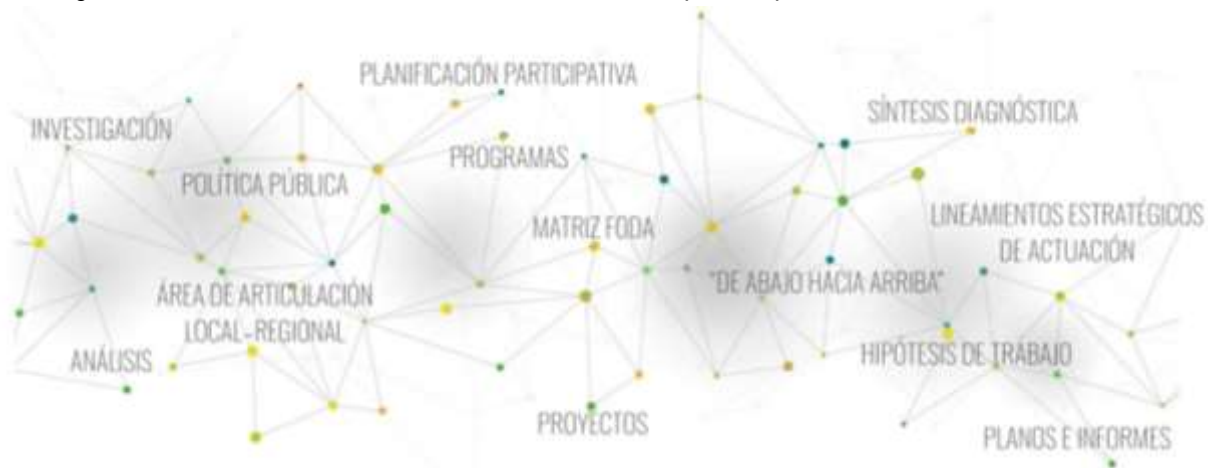 PLANIFICACIÓN PARTICIPATIVA
SÍNTESIS DIAGNÓSTICA
INVESTIGACIÓN
PROGRAMAS
POLÍTICA PÚBLICA
LINEAMIENTOS ESTRATÉGICOS
DE ACTUACIÓN
MATRIZ FODA
"DE ABAJO HACIA ARRIBA"
ÁREA DE ARTICULACIÓN
LOCAL-REGIONAL
ANÁLISIS
HIPÓTESIS DE TRABAJO
PROYECTOS
PLANOS E INFORMES